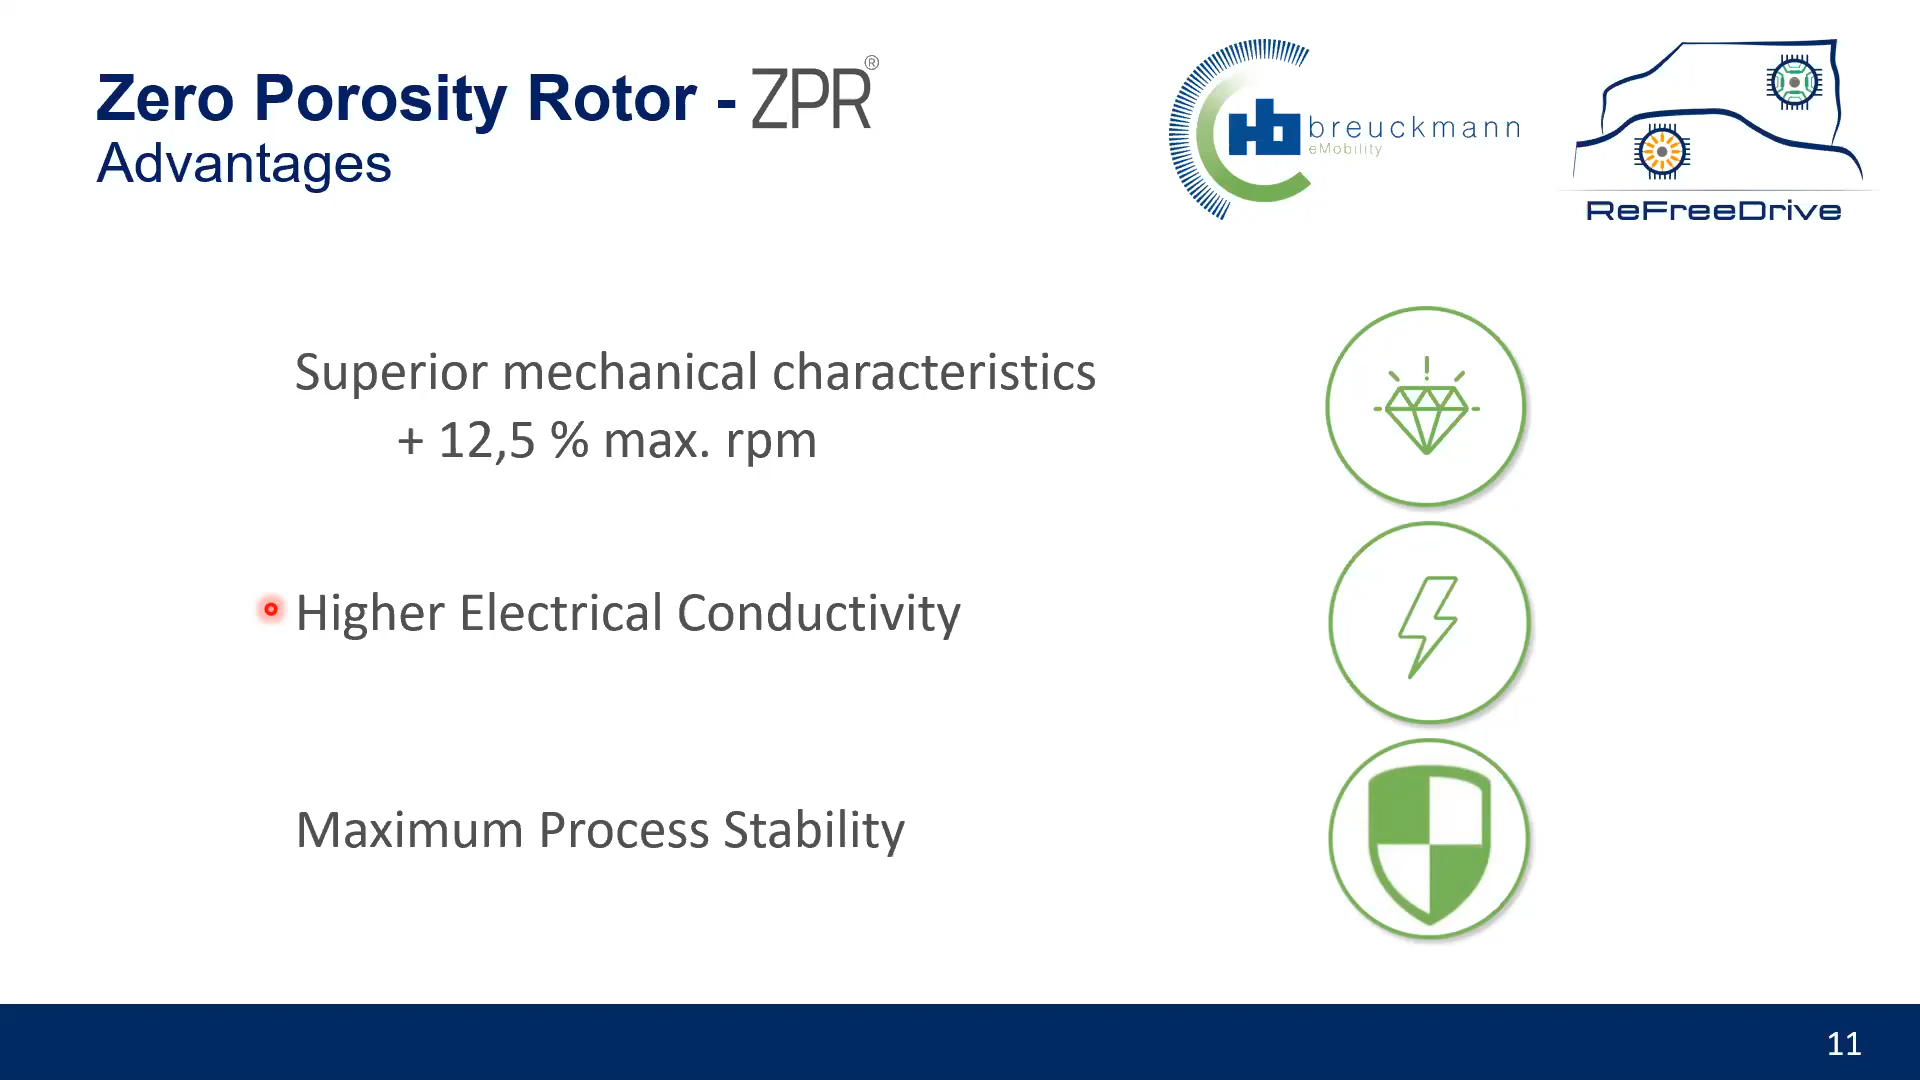 Zero Porosity Rotor - ZPR®
Advantages
breuckmann
eMobility
ReFreeDrive
Superior mechanical characteristics
+ 12,5 % max. rpm
Higher Electrical Conductivity
Maximum Process Stability
11